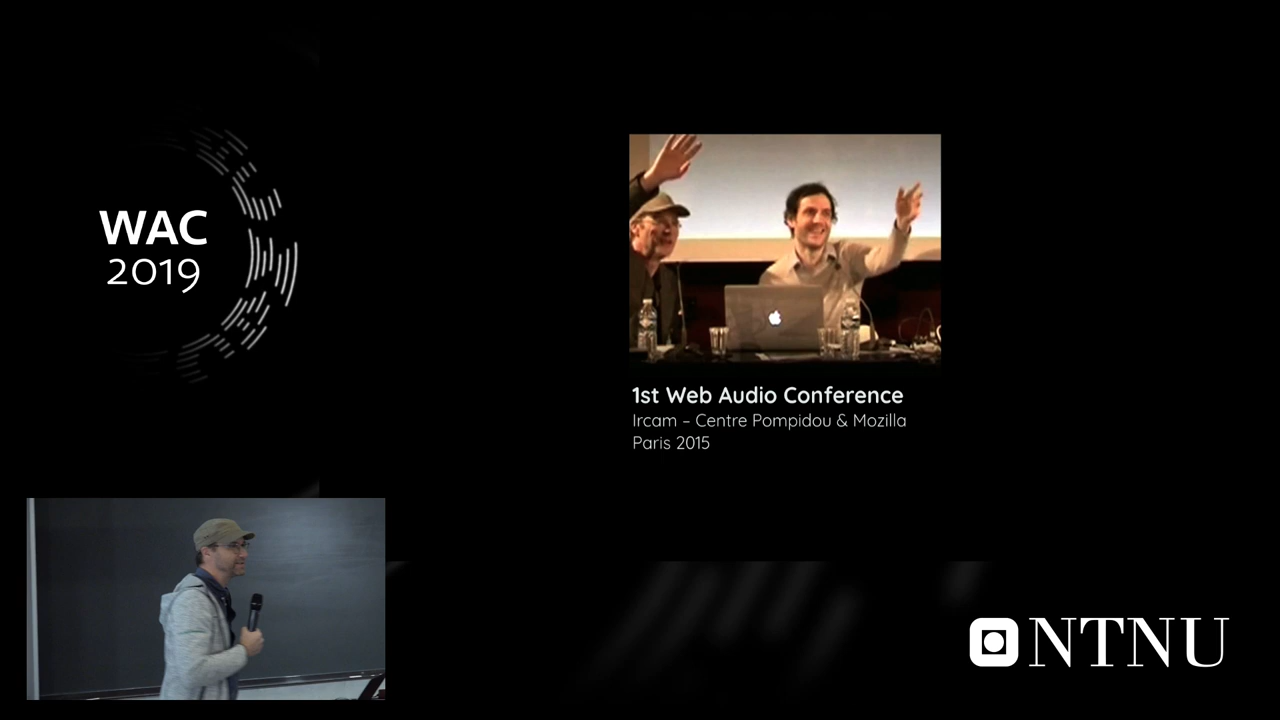 WAC
2019
1st Web Audio Conference
Ircam – Centre Pompidou & Mozilla
Paris 2015
NTNU